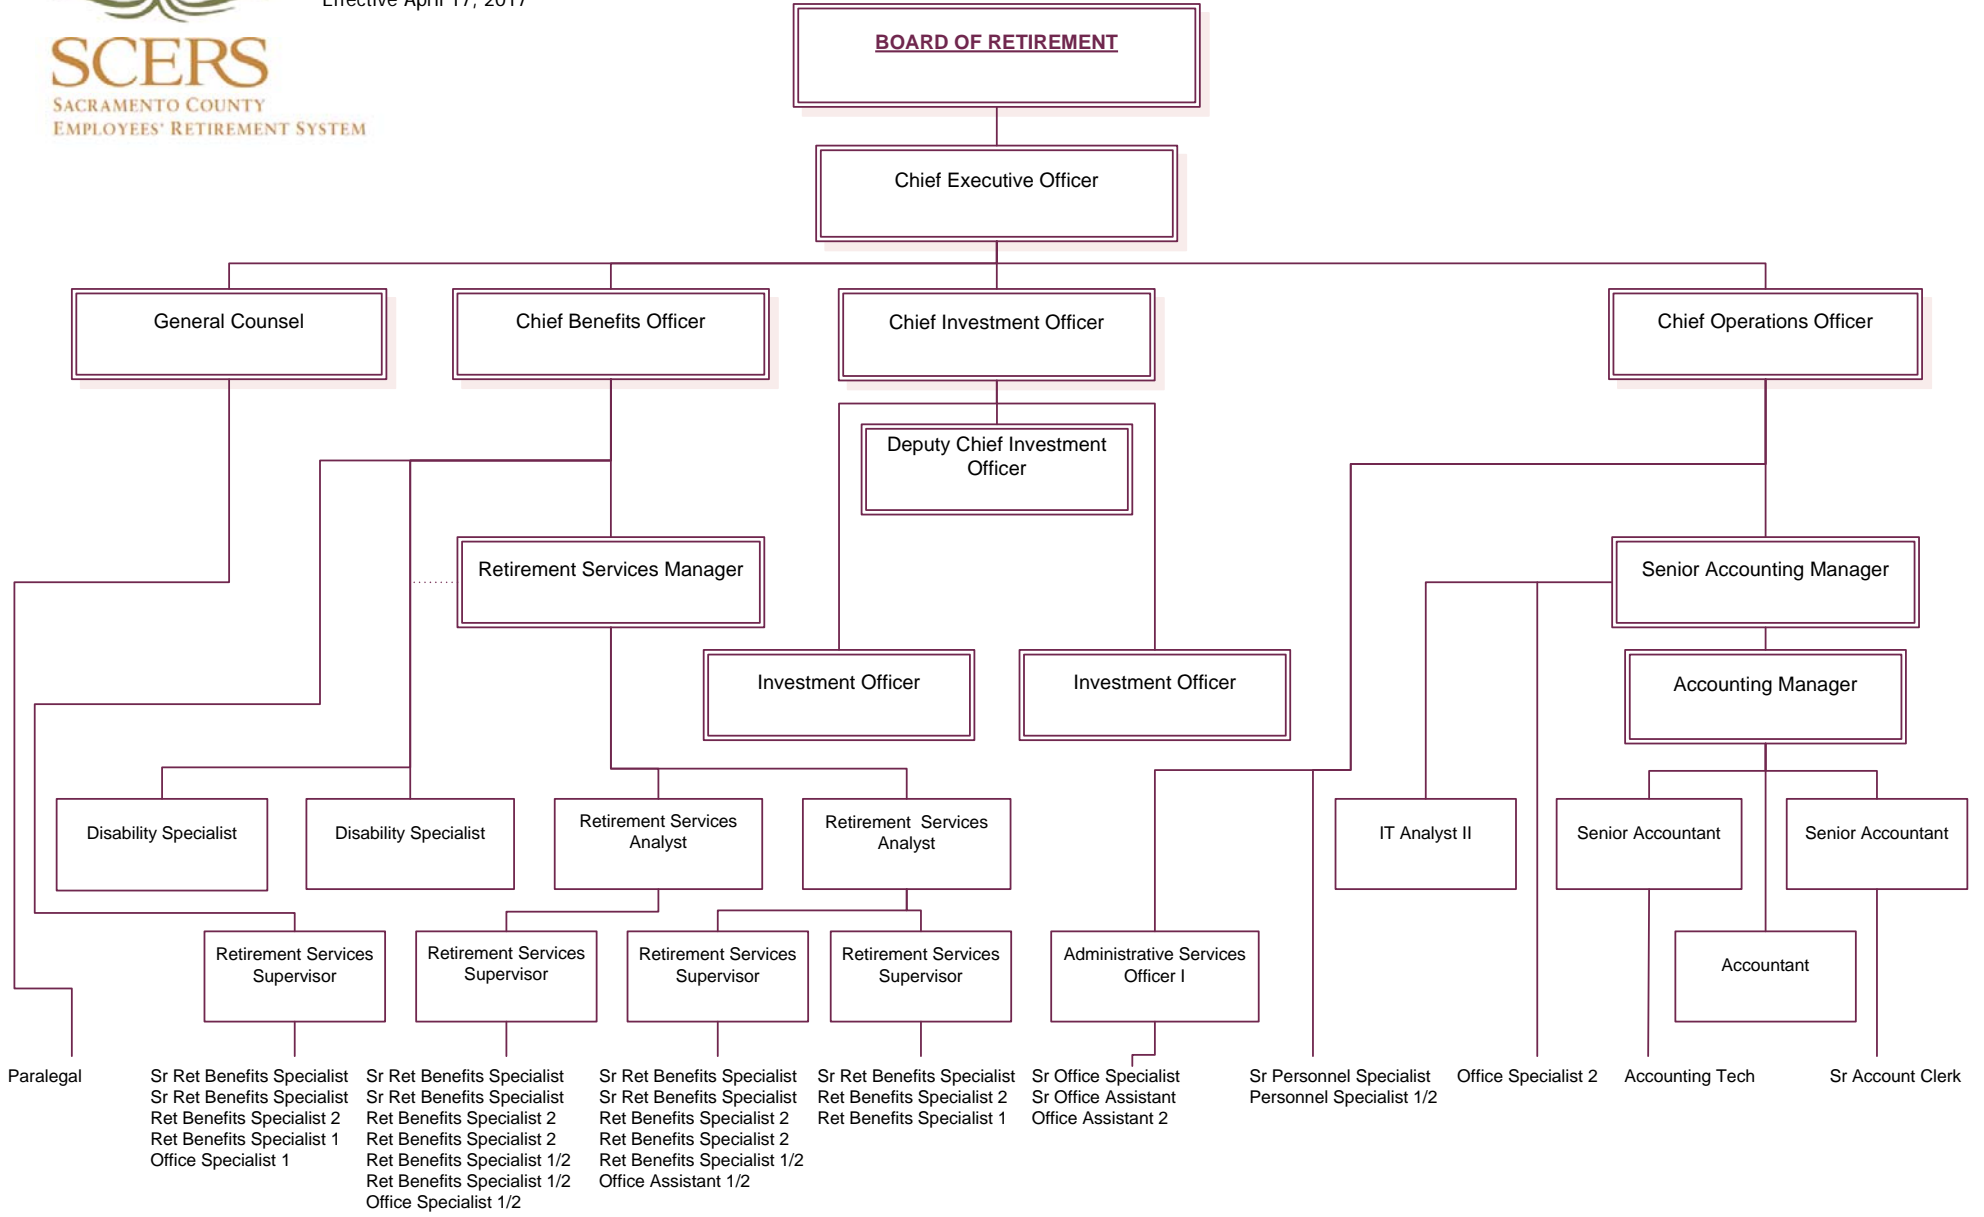 Effective April 17, 2017
SCERS
SACRAMENTO COUNTY
EMPLOYEES' RETIREMENT SYSTEM
BOARD OF RETIREMENT
Chief Executive Officer
General Counsel
Chief Benefits Officer
Chief Investment Officer
Chief Operations Officer
Deputy Chief Investment
Officer
Retirement Services Manager
Senior Accounting Manager
Investment Officer
Investment Officer
Accounting Manager
Disability Specialist
Disability Specialist
Retirement Services
Analyst
Retirement Services
Analyst
IT Analyst II
Senior Accountant
Senior Accountant
Retirement Services
Supervisor
Retirement Services
Supervisor
Retirement Services
Supervisor
Retirement Services
Supervisor
Administrative Services
Officer I
Accountant
Paralegal
Sr Ret Benefits Specialist
Sr Ret Benefits Specialist
Ret Benefits Specialist 2
Ret Benefits Specialist 1
Office Specialist 1
Sr Ret Benefits Specialist
Sr Ret Benefits Specialist
Ret Benefits Specialist 2
Ret Benefits Specialist 2
Ret Benefits Specialist 1/2
Ret Benefits Specialist 1/2
Office Specialist 1/2
Sr Ret Benefits Specialist
Sr Ret Benefits Specialist
Ret Benefits Specialist 2
Ret Benefits Specialist 2
Ret Benefits Specialist 1/2
Office Assistant 1/2
Sr Ret Benefits Specialist
Ret Benefits Specialist 2
Ret Benefits Specialist 1
Sr Office Specialist
Sr Office Assistant
Office Assistant 2
Sr Personnel Specialist
Personnel Specialist 1/2
Office Specialist 2
Accounting Tech
Sr Account Clerk